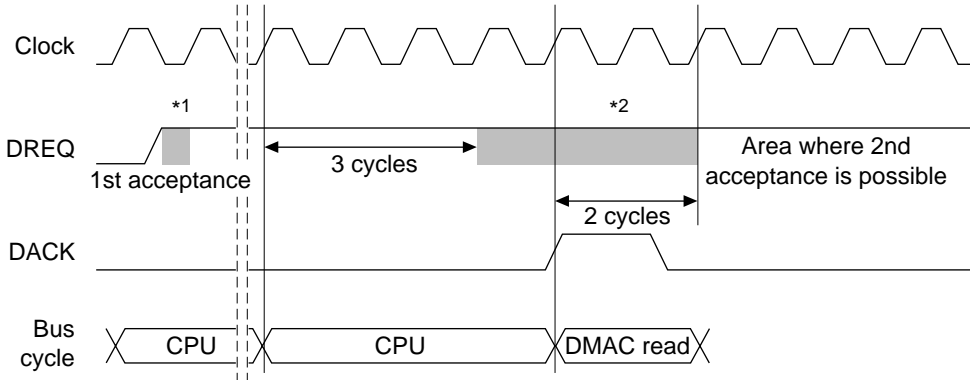 Clock
*1
*2
DREQ
3 cycles
Area where 2nd
acceptance is possible
1st acceptance
2 cycles
DACK
Bus
cycle
CPU
CPU
DMAC read